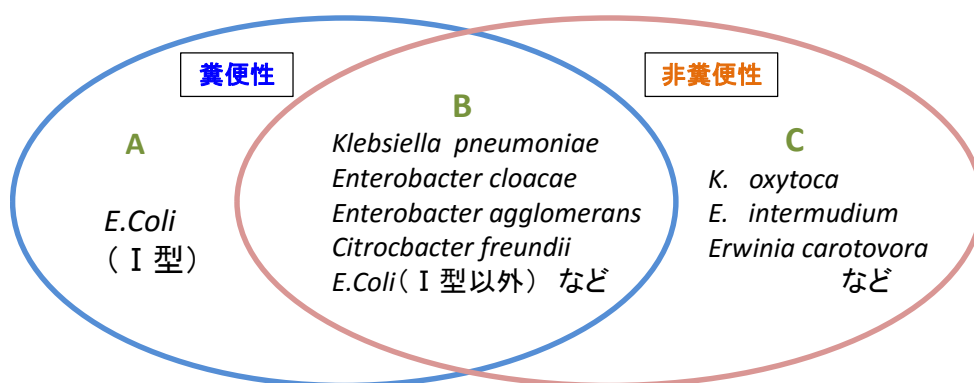 糞便性
非糞便性
A
E.Coli
（Ⅰ型）
B
Klebsiella pneumoniae
Enterobacter cloacae
Enterobacter agglomerans
Citrocbacter freundii
E.Coli（Ⅰ型以外） など
C
K. oxytoca
E. intermudium
Erwinia carotovora
など